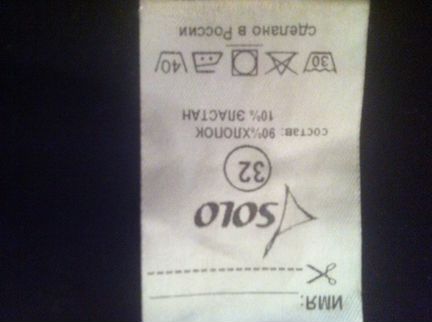 ИМЯ:
SOLO
32
состав: 90%ХЛОПОК
10% ЭЛАСТАН
30 40
сделано в России